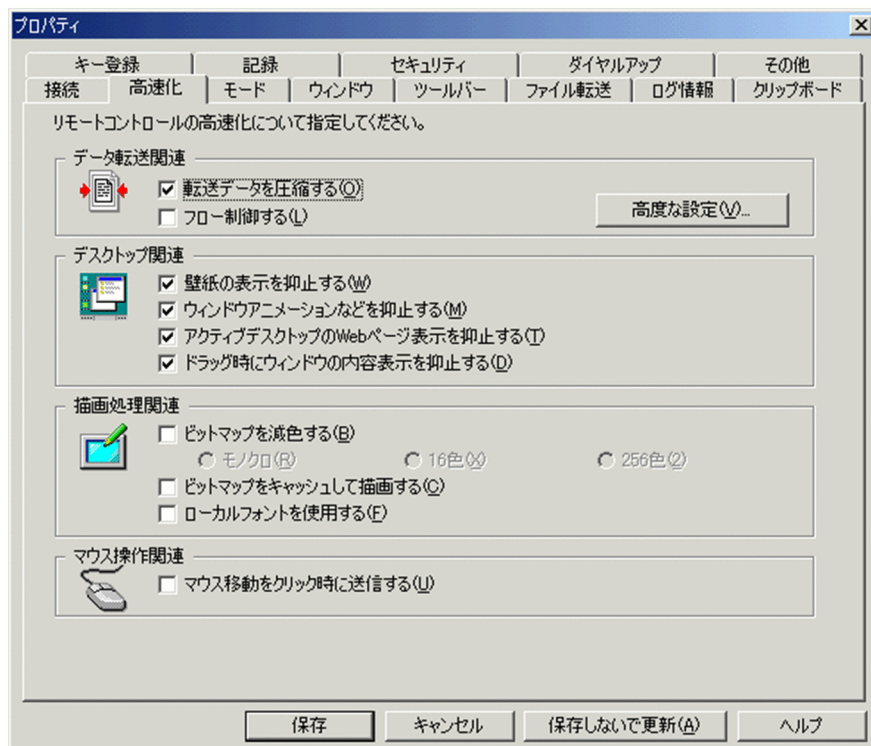 プロパティ
キー登録 記録 セキュリティ ダイヤルアップ その他
接続 高速化 モード ウィンドウ ツールバー ファイル転送 ログ情報 クリップボード
リモートコントロールの高速化について指定してください。
データ転送関連
転送データを圧縮する(O)
フロー制御する(L)
高度な設定(V)...
デスクトップ関連
壁紙の表示を抑止する(W)
ウィンドウアニメーションなどを抑止する(M)
アクティブデスクトップのWebページ表示を抑止する(T)
ドラッグ時にウィンドウの内容表示を抑止する(D)
描画処理関連
ビットマップを減色する(B)
モノクロ(R) 16色(X) 256色(2)
ビットマップをキャッシュして描画する(C)
ローカルフォントを使用する(F)
マウス操作関連
マウス移動をクリック時に送信する(U)
保存 キャンセル 保存しないで更新(A) ヘルプ